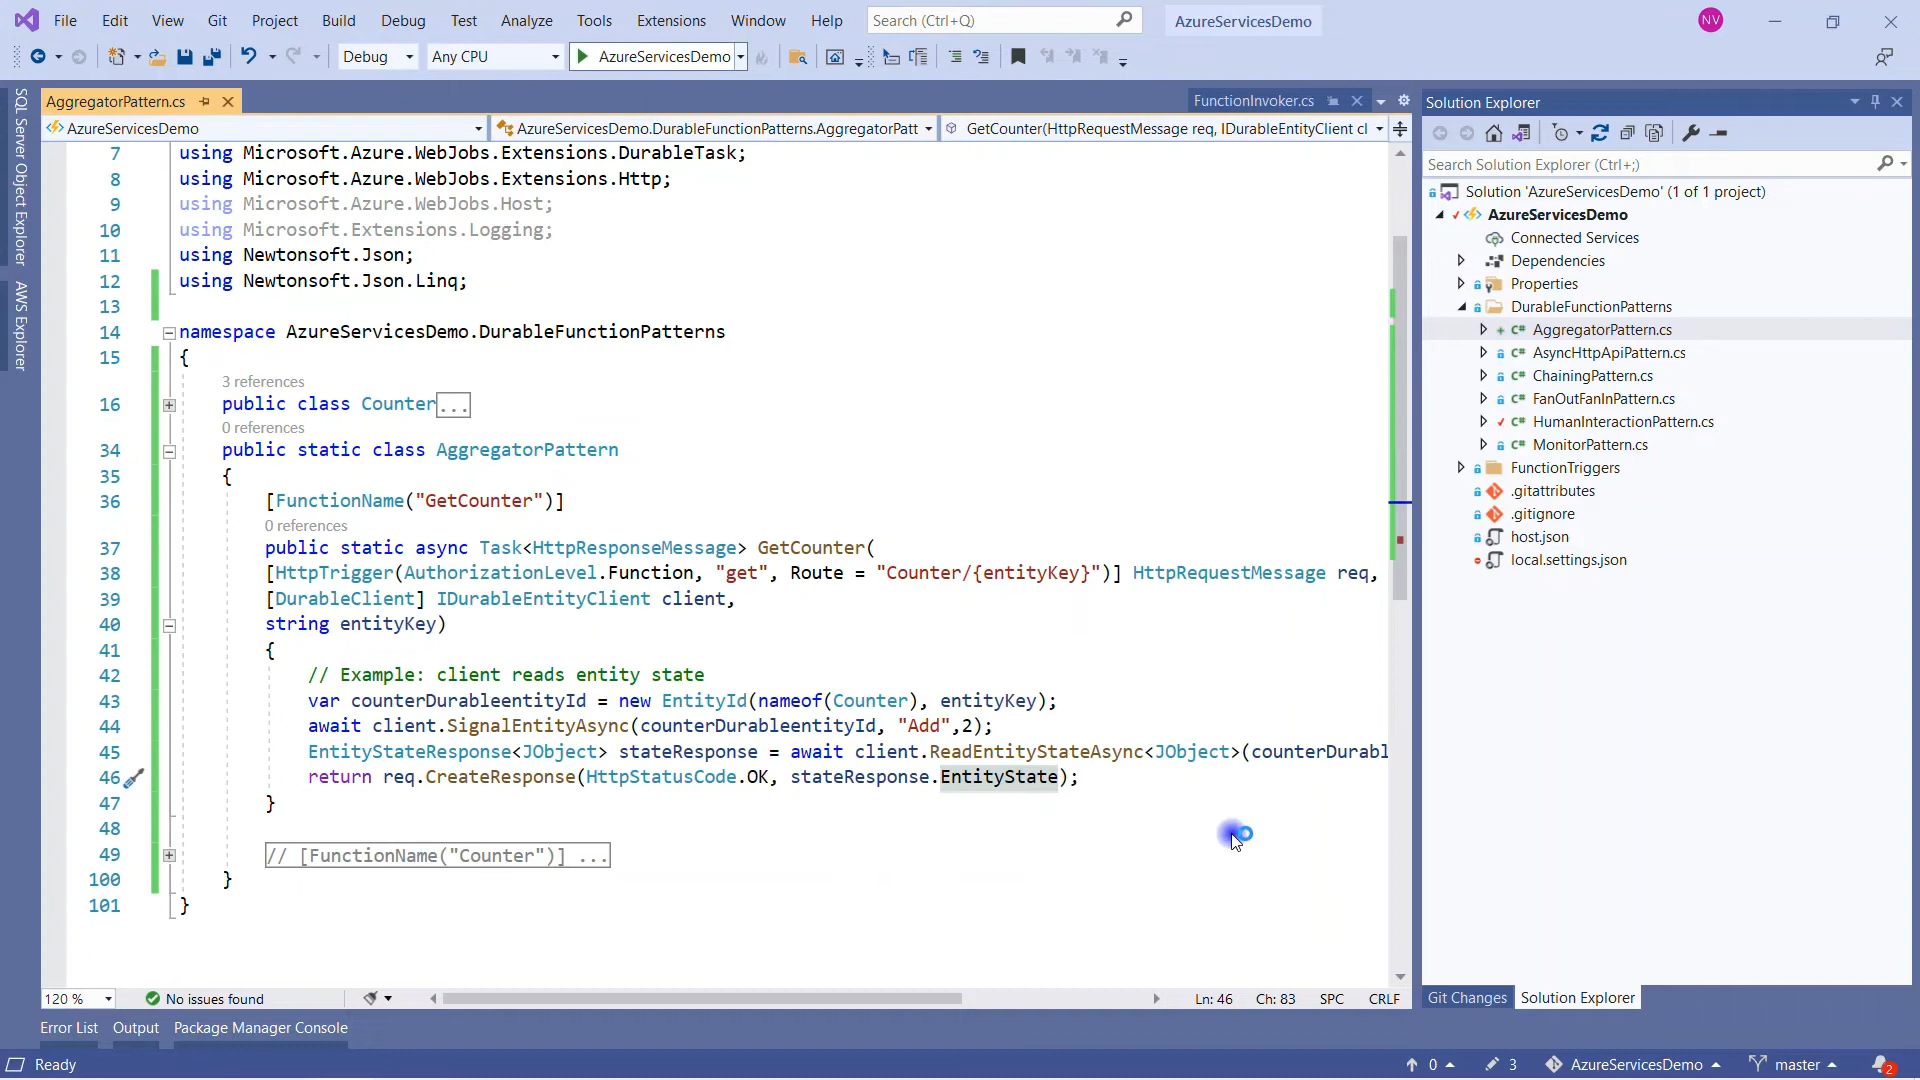 File Edit View Git Project Build Debug Test Analyze Tools Extensions Window Help Search (Ctrl+Q) AzureServicesDemo NV
Debug Any CPU AzureServicesDemo
SQL Server Object Explorer
AWS Explorer
AggregatorPattern.cs FunctionInvoker.cs
AzureServicesDemo AzureServicesDemo.DurableFunctionPatterns.AggregatorPatt GetCounter(HttpRequestMessage req, IDurableEntityClient cl
7 using Microsoft.Azure.WebJobs.Extensions.DurableTask;
8 using Microsoft.Azure.WebJobs.Extensions.Http;
9 using Microsoft.Azure.WebJobs.Host;
10 using Microsoft.Extensions.Logging;
11 using Newtonsoft.Json;
12 using Newtonsoft.Json.Linq;
13
14 namespace AzureServicesDemo.DurableFunctionPatterns
15 {
3 references
16 public class Counter...
0 references
34 public static class AggregatorPattern
35 {
36 [FunctionName("GetCounter")]
0 references
37 public static async Task<HttpResponseMessage> GetCounter(
38 [HttpTrigger(AuthorizationLevel.Function, "get", Route = "Counter/{entityKey}")] HttpRequestMessage req,
39 [DurableClient] IDurableEntityClient client,
40 string entityKey)
41 {
42 // Example: client reads entity state
43 var counterDurableentityId = new EntityId(nameof(Counter), entityKey);
44 await client.SignalEntityAsync(counterDurableentityId, "Add",2);
45 EntityStateResponse<JObject> stateResponse = await client.ReadEntityStateAsync<JObject>(counterDurabl
46 return req.CreateResponse(HttpStatusCode.OK, stateResponse.EntityState);
47 }
48
49 // [FunctionName("Counter")] ...
100 }
101 }
120 % No issues found Ln: 46 Ch: 83 SPC CRLF
Solution Explorer
Search Solution Explorer (Ctrl+;)
Solution 'AzureServicesDemo' (1 of 1 project)
AzureServicesDemo
Connected Services
Dependencies
Properties
DurableFunctionPatterns
C# AggregatorPattern.cs
C# AsyncHttpApiPattern.cs
C# ChainingPattern.cs
C# FanOutFanInPattern.cs
C# HumanInteractionPattern.cs
C# MonitorPattern.cs
FunctionTriggers
.gitattributes
.gitignore
host.json
local.settings.json
Git Changes Solution Explorer
Error List Output Package Manager Console
Ready 0 3 AzureServicesDemo master 2